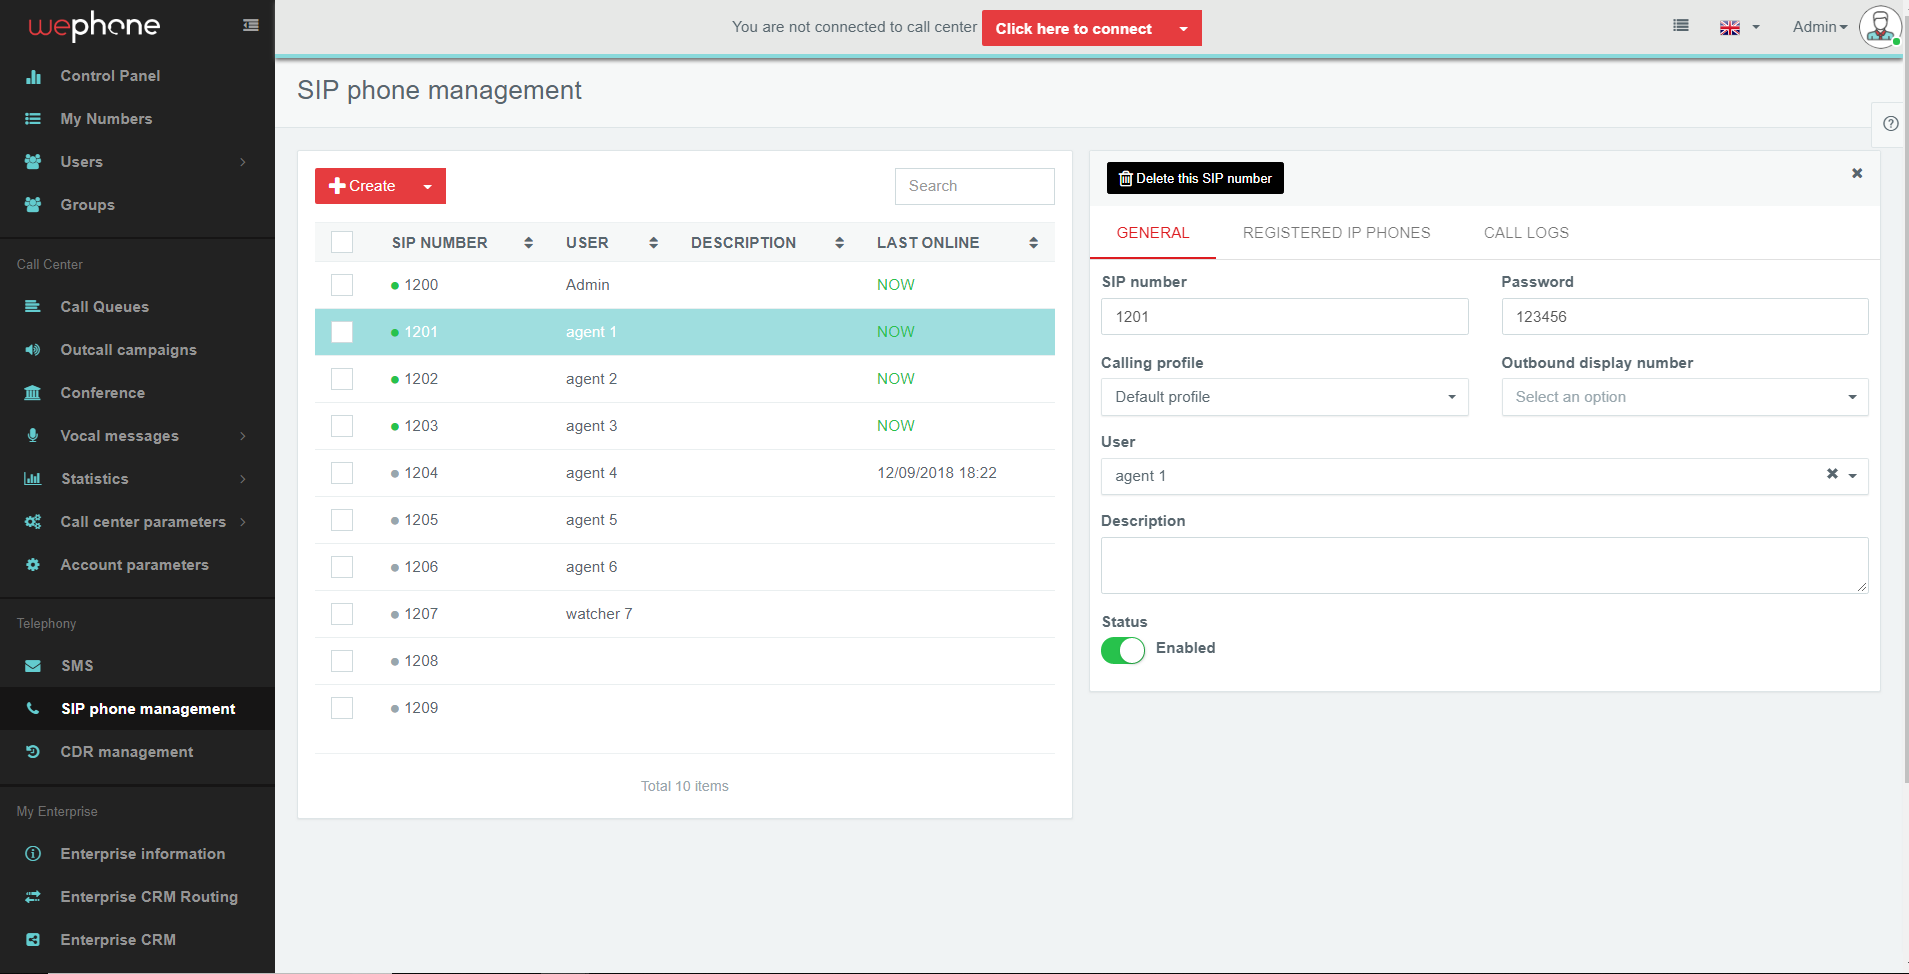 wephone
You are not connected to call center
Click here to connect
Admin
Control Panel
My Numbers
Users
Groups
Call Center
Call Queues
Outcall campaigns
Conference
Vocal messages
Statistics
Call center parameters
Account parameters
Telephony
SMS
SIP phone management
CDR management
My Enterprise
Enterprise information
Enterprise CRM Routing
Enterprise CRM
SIP phone management
Create
Search
SIP NUMBER USER DESCRIPTION LAST ONLINE
1200 Admin NOW
1201 agent 1 NOW
1202 agent 2 NOW
1203 agent 3 NOW
1204 agent 4 12/09/2018 18:22
1205 agent 5
1206 agent 6
1207 watcher 7
1208
1209
Total 10 items
Delete this SIP number
GENERAL REGISTERED IP PHONES CALL LOGS
SIP number Password
1201 123456
Calling profile Outbound display number
Default profile Select an option
User
agent 1
Description
Status
Enabled